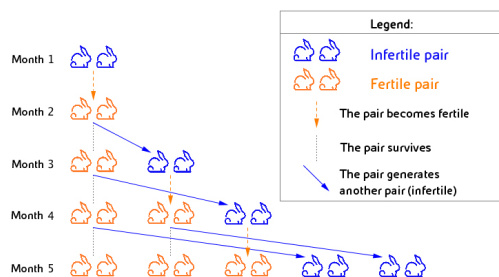 Legend:
Month 1
Infertile pair
Fertile pair
Month 2
The pair becomes fertile
The pair survives
Month 3
The pair generates
another pair (infertile)
Month 4
Month 5